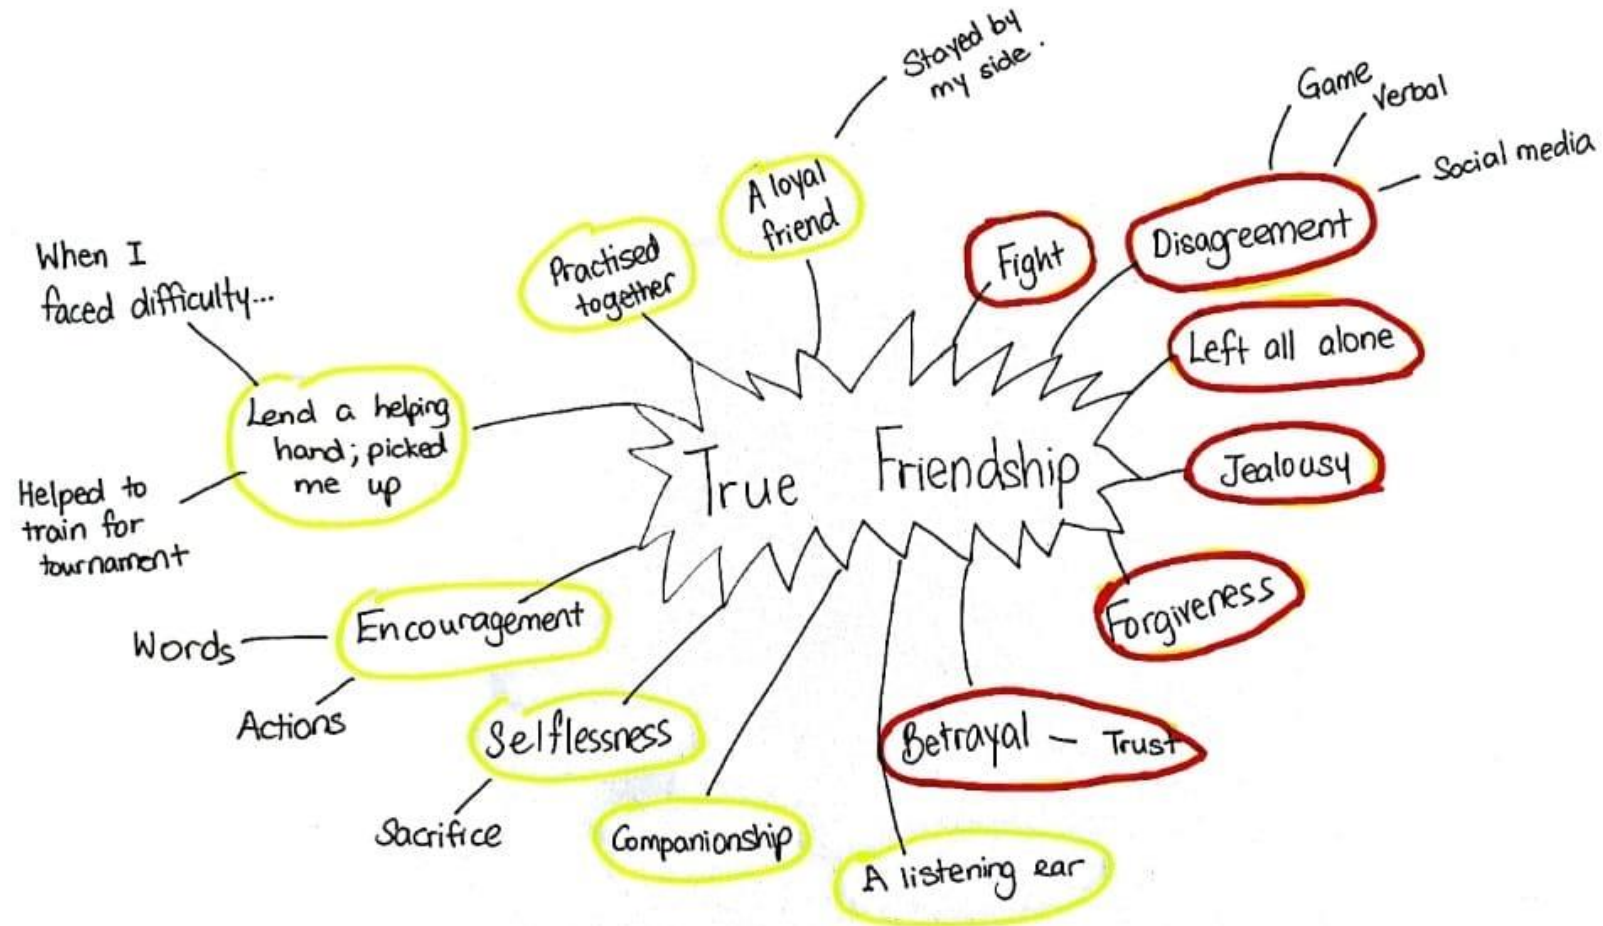 Stayed by
my side.
Game
Verbal
Social media
A loyal
friend
Fight
Disagreement
Practised
together
When I
faced difficulty...
Left all alone
Lend a helping
hand; picked
me up
True Friendship
Jealousy
Helped to
train for
tournament
Forgiveness
Encouragement
Words
Actions
Selflessness
Betrayal — Trust
Sacrifice
Companionship
A listening ear